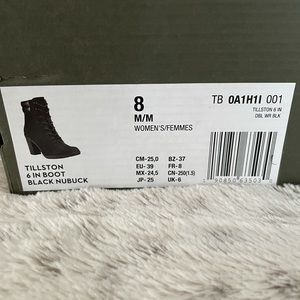 8
M/M
WOMEN'S/FEMMES
TB 0A1H1I 001
TILLSTON 6 IN
DBL WR BLK
TILLSTON
6 IN BOOT
BLACK NUBUCK
CM-25,0 BZ-37
EU- 39 FR-8
MX-24,5 CN-250(1.5)
JP- 25 UK-6
90850 63503